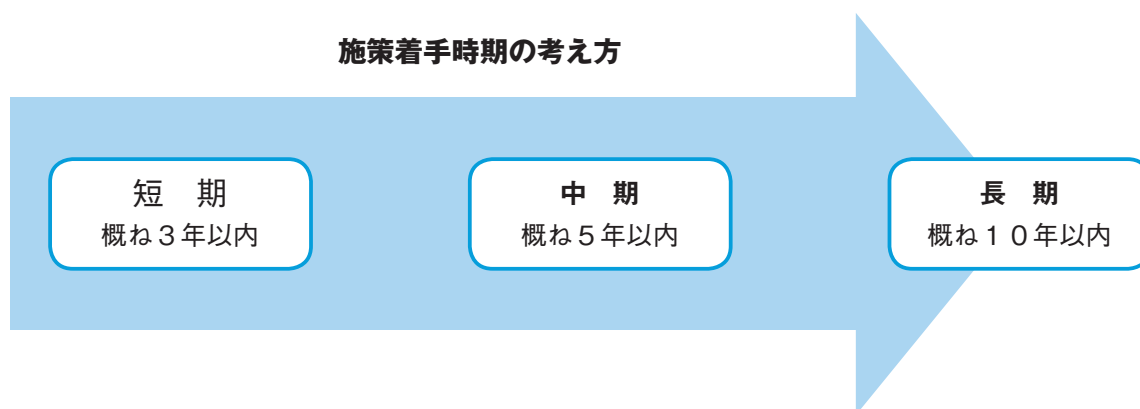 施策着手時期の考え方
短　期
概ね３年以内
中　期
概ね５年以内
長　期
概ね１０年以内